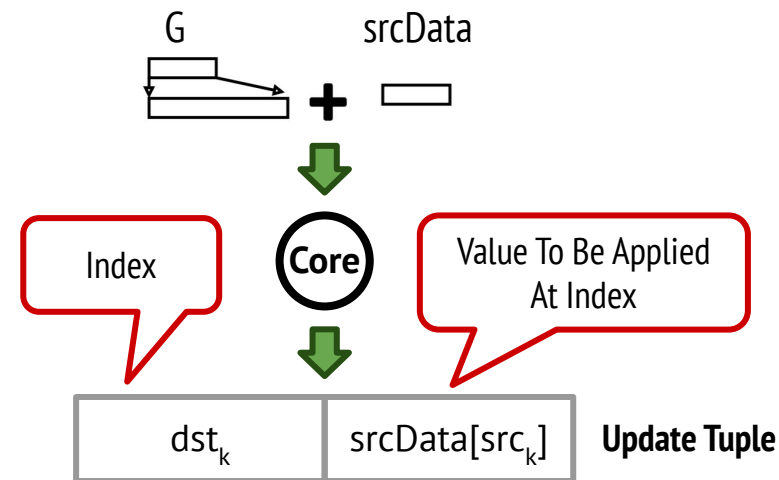 G
srcData
+
Index
Core
Value To Be Applied
At Index
dstₖ
srcData[srcₖ]
Update Tuple